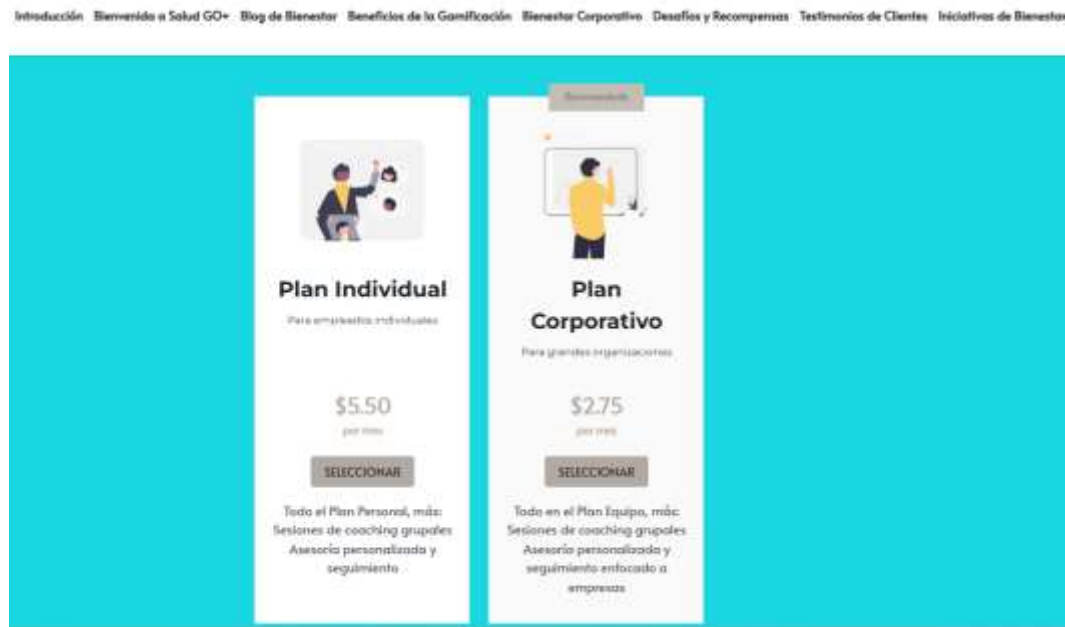 Introducción Bienvenido a Salud GO+ Blog de Bienestar Beneficios de la Gamificación Bienestar Corporativo Desafíos y Recompensas Testimonios de Clientes Iniciativas de Bienestar
Recomendado
Plan Individual
Para empleados individuales
$5.50
por mes
SELECCIONAR
Todo el Plan Personal, más:
Sesiones de coaching grupales
Asesoría personalizada y
seguimiento
Plan
Corporativo
Para grandes organizaciones
$2.75
por mes
SELECCIONAR
Todo en el Plan Equipo, más:
Sesiones de coaching grupales
Asesoría personalizada y
seguimiento enfocado a
empresas